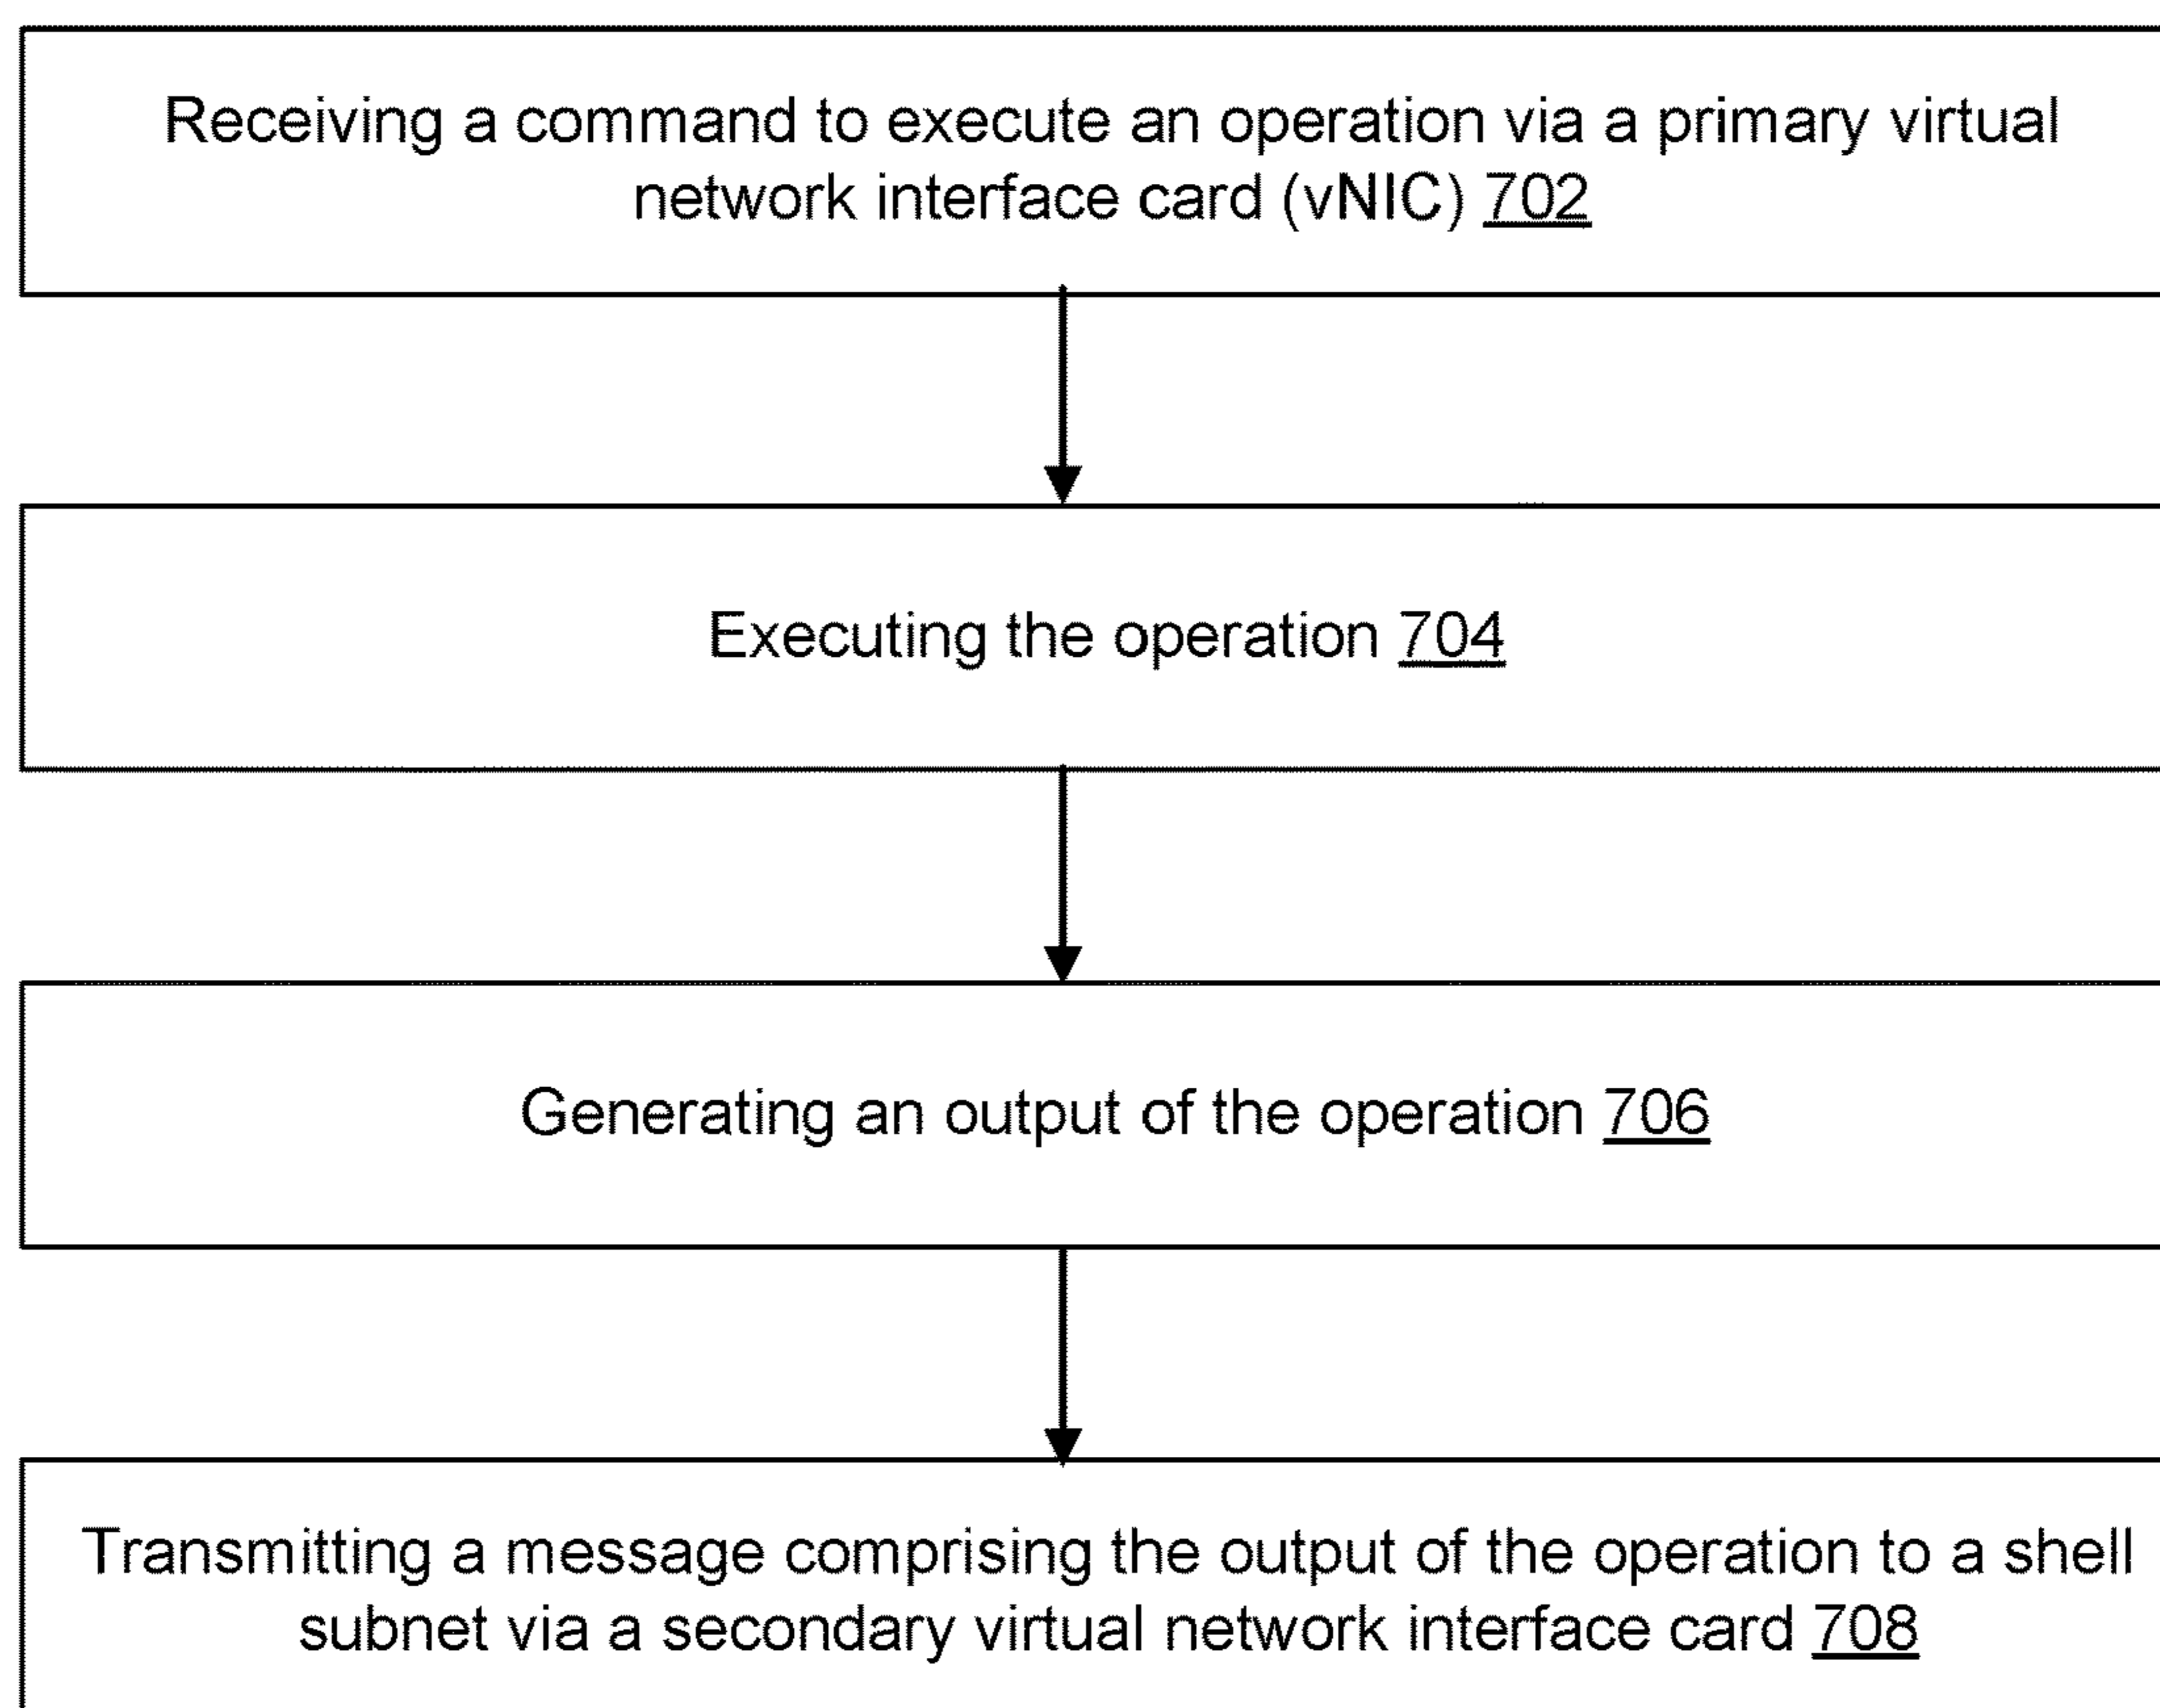 Receiving a command to execute an operation via a primary virtual
network interface card (vNIC) 702
Executing the operation 704
Generating an output of the operation 706
Transmitting a message comprising the output of the operation to a shell
subnet via a secondary virtual network interface card 708